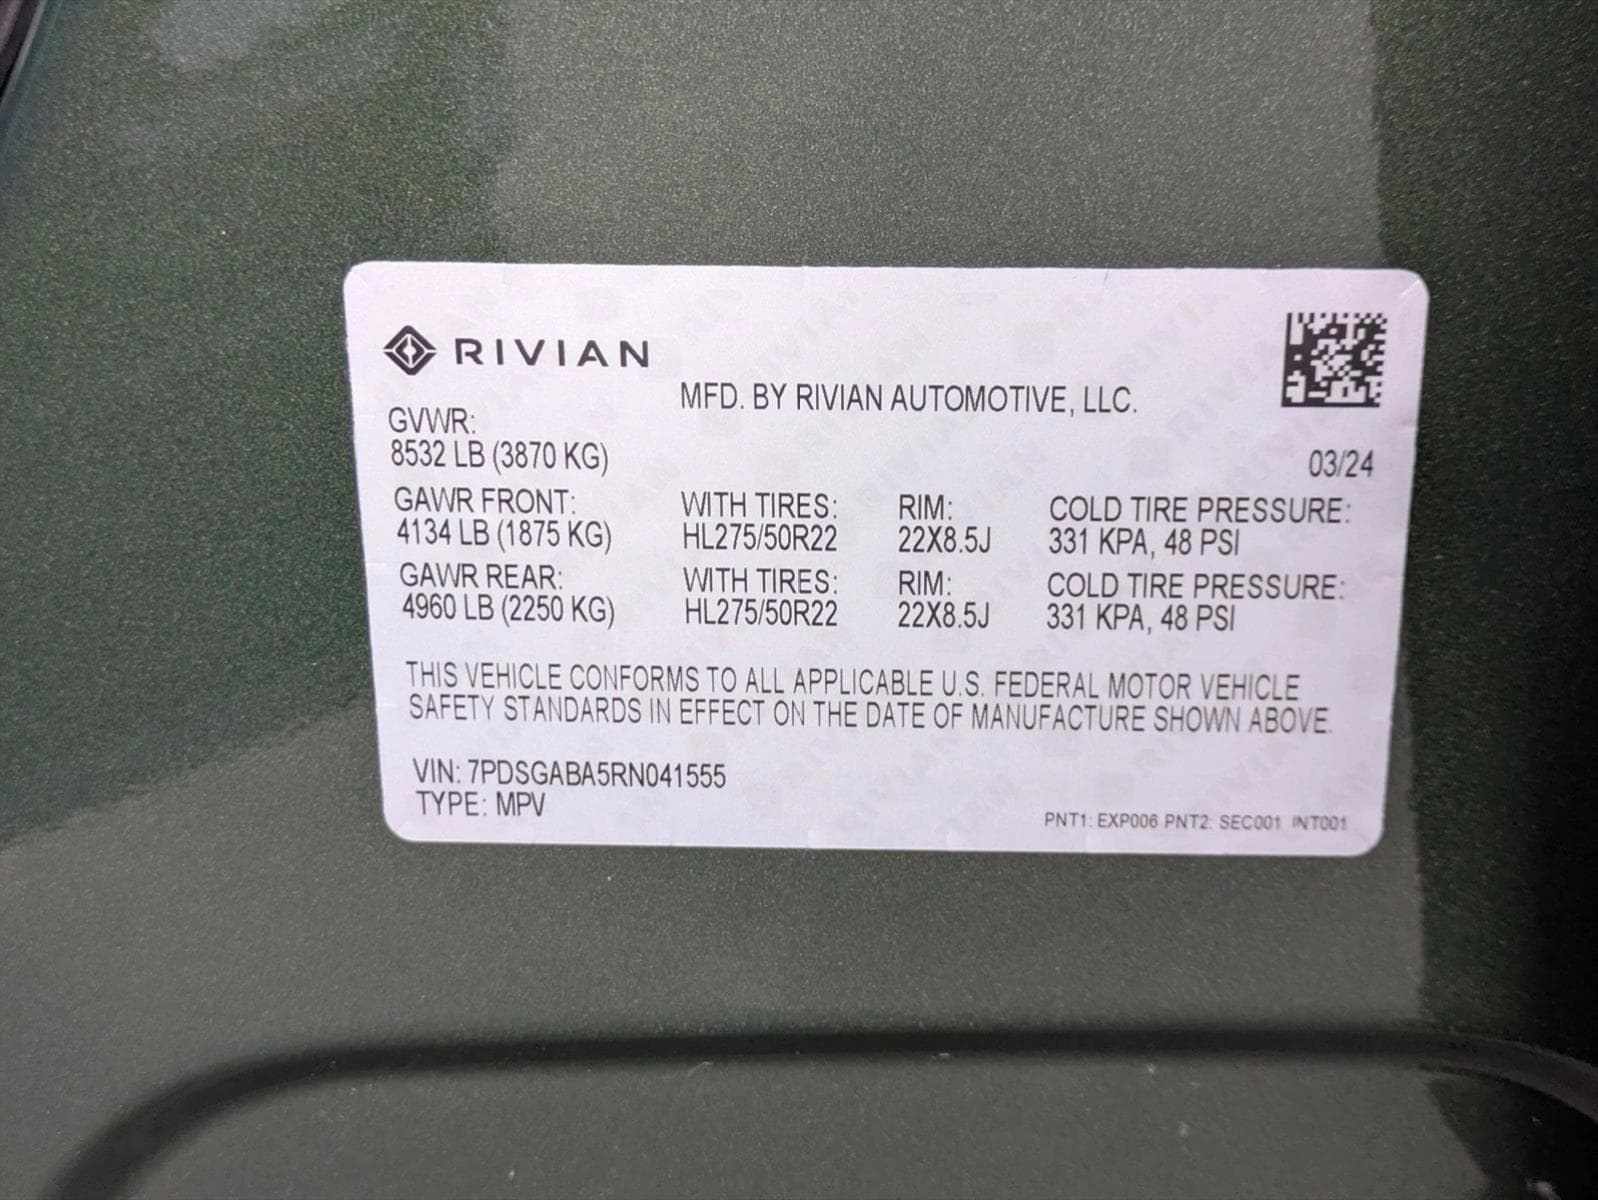 RIVIAN
MFD. BY RIVIAN AUTOMOTIVE, LLC.
GVWR:
8532 LB (3870 KG)
03/24
GAWR FRONT: WITH TIRES: RIM: COLD TIRE PRESSURE:
4134 LB (1875 KG) HL275/50R22 22X8.5J 331 KPA, 48 PSI
GAWR REAR: WITH TIRES: RIM: COLD TIRE PRESSURE:
4960 LB (2250 KG) HL275/50R22 22X8.5J 331 KPA, 48 PSI
THIS VEHICLE CONFORMS TO ALL APPLICABLE U.S. FEDERAL MOTOR VEHICLE
SAFETY STANDARDS IN EFFECT ON THE DATE OF MANUFACTURE SHOWN ABOVE.
VIN: 7PDSGABA5RN041555
TYPE: MPV
PNT1: EXP006 PNT2: SEC001 INT001